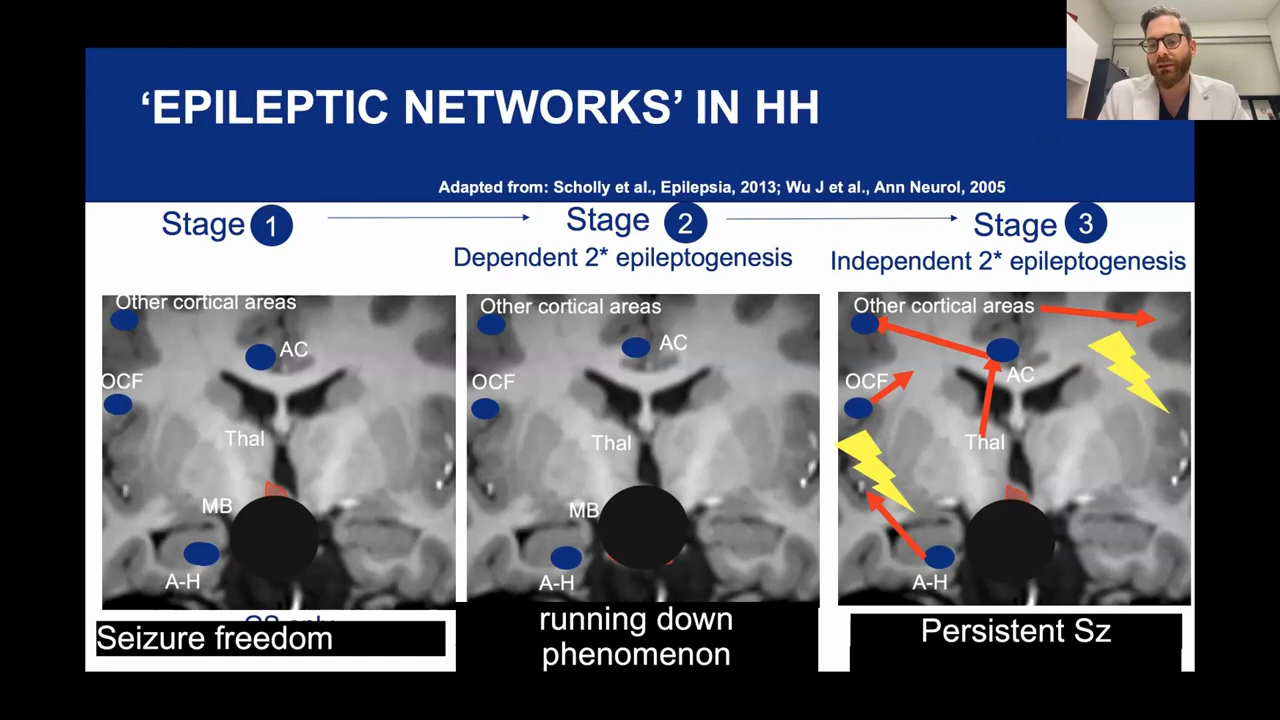 ‘EPILEPTIC NETWORKS’ IN HH
Adapted from: Scholly et al., Epilepsia, 2013; Wu J et al., Ann Neurol, 2005
Stage 1
Stage 2
Stage 3
Dependent 2* epileptogenesis
Independent 2* epileptogenesis
Other cortical areas
AC
OCF
Thal
MB
A-H
Seizure freedom
Other cortical areas
AC
OCF
Thal
MB
A-H
running down
phenomenon
Other cortical areas
AC
OCF
Thal
A-H
Persistent Sz